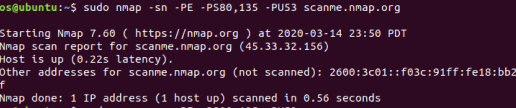 os@ubuntu:~$ sudo nmap -sn -PE -PS80,135 -PU53 scanme.nmap.org
Starting Nmap 7.60 ( https://nmap.org ) at 2020-03-14 23:50 PDT
Nmap scan report for scanme.nmap.org (45.33.32.156)
Host is up (0.22s latency).
Other addresses for scanme.nmap.org (not scanned): 2600:3c01::f03c:91ff:fe18:bb2
f
Nmap done: 1 IP address (1 host up) scanned in 0.56 seconds